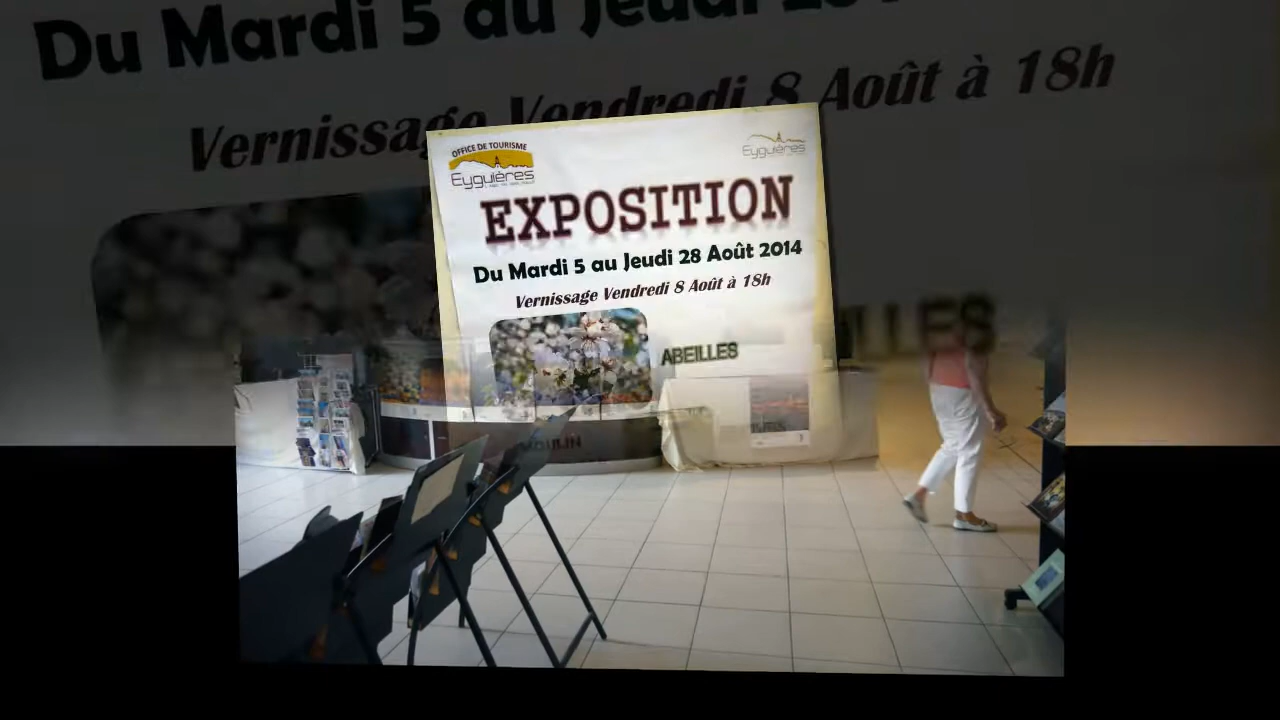 Du Mardi 5 au Jeudi
Vernissage Vendredi 8 Août à 18h
OFFICE DE TOURISME
Eyguières
Eyguières
EXPOSITION
Du Mardi 5 au Jeudi 28 Août 2014
Vernissage Vendredi 8 Août à 18h
ABEILLES